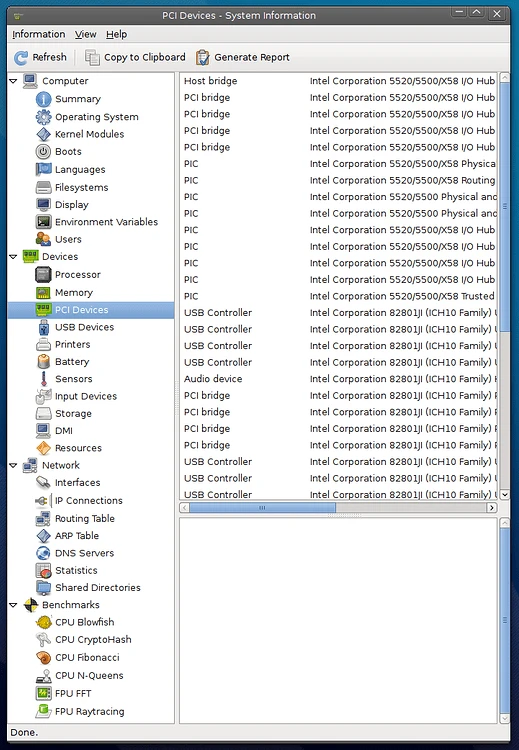 PCI Devices - System Information
Information View Help
Refresh Copy to Clipboard Generate Report
Computer
Summary
Operating System
Kernel Modules
Boots
Languages
Filesystems
Display
Environment Variables
Users
Devices
Processor
Memory
PCI Devices
USB Devices
Printers
Battery
Sensors
Input Devices
Storage
DMI
Resources
Network
Interfaces
IP Connections
Routing Table
ARP Table
DNS Servers
Statistics
Shared Directories
Benchmarks
CPU Blowfish
CPU CryptoHash
CPU Fibonacci
CPU N-Queens
FPU FFT
FPU Raytracing
Host bridge Intel Corporation 5520/5500/X58 I/O Hub
PCI bridge Intel Corporation 5520/5500/X58 I/O Hub
PCI bridge Intel Corporation 5520/5500/X58 I/O Hub
PCI bridge Intel Corporation 5520/5500/X58 I/O Hub
PCI bridge Intel Corporation 5520/5500/X58 I/O Hub
PIC Intel Corporation 5520/5500/X58 Physica
PIC Intel Corporation 5520/5500/X58 Routing
PIC Intel Corporation 5520/5500 Physical and
PIC Intel Corporation 5520/5500 Physical and
PIC Intel Corporation 5520/5500/X58 I/O Hub
PIC Intel Corporation 5520/5500/X58 I/O Hub
PIC Intel Corporation 5520/5500/X58 I/O Hub
PIC Intel Corporation 5520/5500/X58 I/O Hub
PIC Intel Corporation 5520/5500/X58 Trusted
USB Controller Intel Corporation 82801JI (ICH10 Family) U
USB Controller Intel Corporation 82801JI (ICH10 Family) U
USB Controller Intel Corporation 82801JI (ICH10 Family) U
USB Controller Intel Corporation 82801JI (ICH10 Family) U
Audio device Intel Corporation 82801JI (ICH10 Family) H
PCI bridge Intel Corporation 82801JI (ICH10 Family) P
PCI bridge Intel Corporation 82801JI (ICH10 Family) P
PCI bridge Intel Corporation 82801JI (ICH10 Family) P
PCI bridge Intel Corporation 82801JI (ICH10 Family) P
USB Controller Intel Corporation 82801JI (ICH10 Family) U
USB Controller Intel Corporation 82801JI (ICH10 Family) U
USB Controller Intel Corporation 82801JI (ICH10 Family) U
Done.